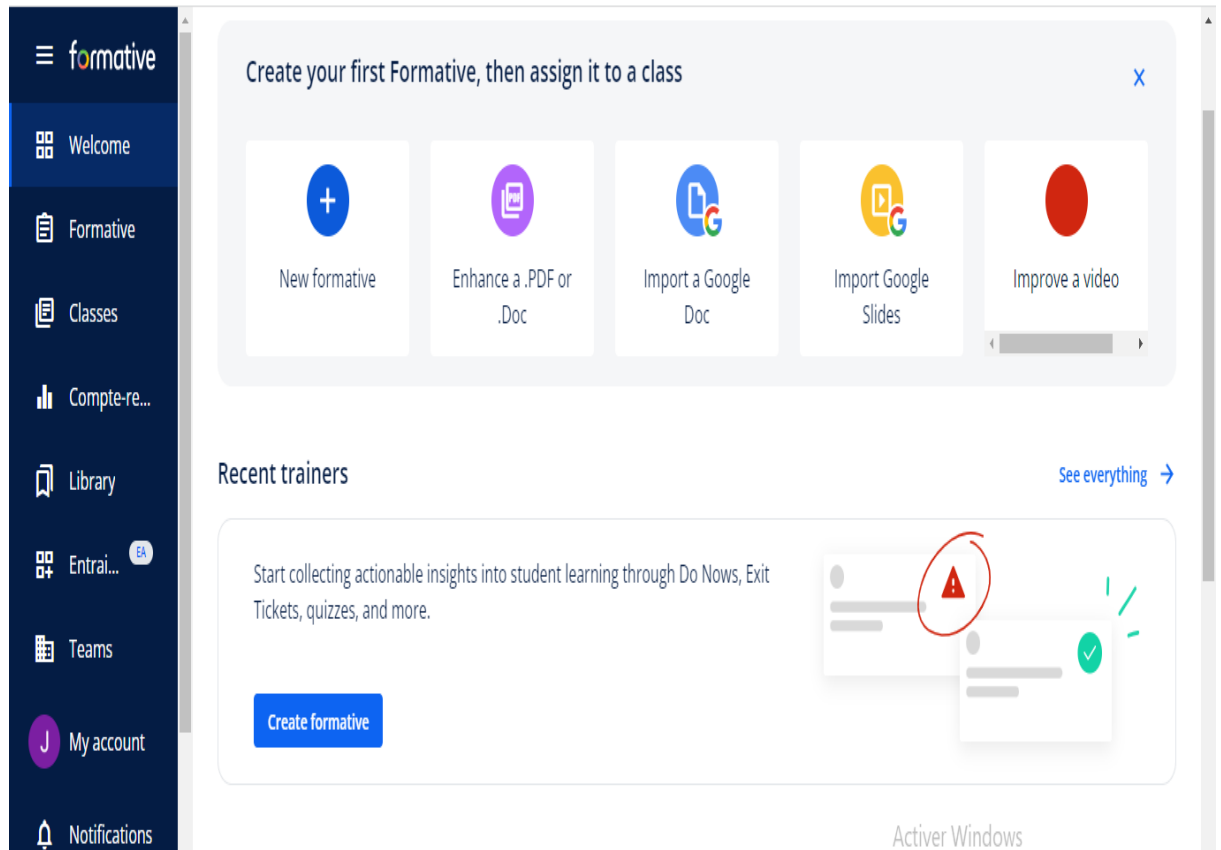 formative
Welcome
Formative
Classes
Compte-re...
Library
Entrai... EA
Teams
J My account
Notifications
Create your first Formative, then assign it to a class X
New formative
PDF
Enhance a .PDF or
.Doc
Import a Google
Doc
Import Google
Slides
Improve a video
Recent trainers
See everything →
Start collecting actionable insights into student learning through Do Nows, Exit
Tickets, quizzes, and more.
Create formative
Activer Windows